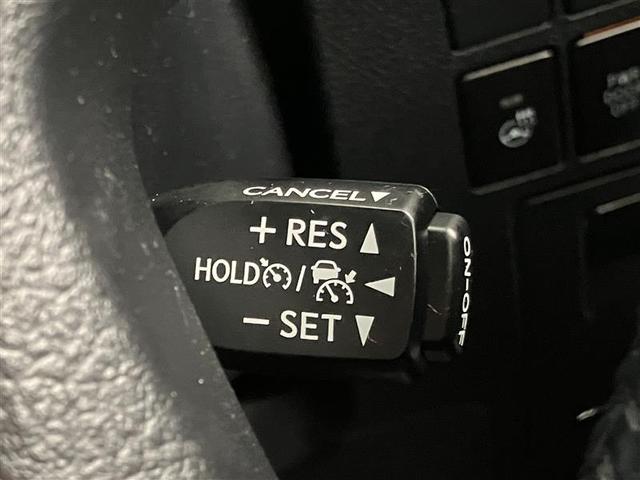 CANCEL▼
+ RES ▲
HOLD / ◀
− SET ▼
ON-OFF